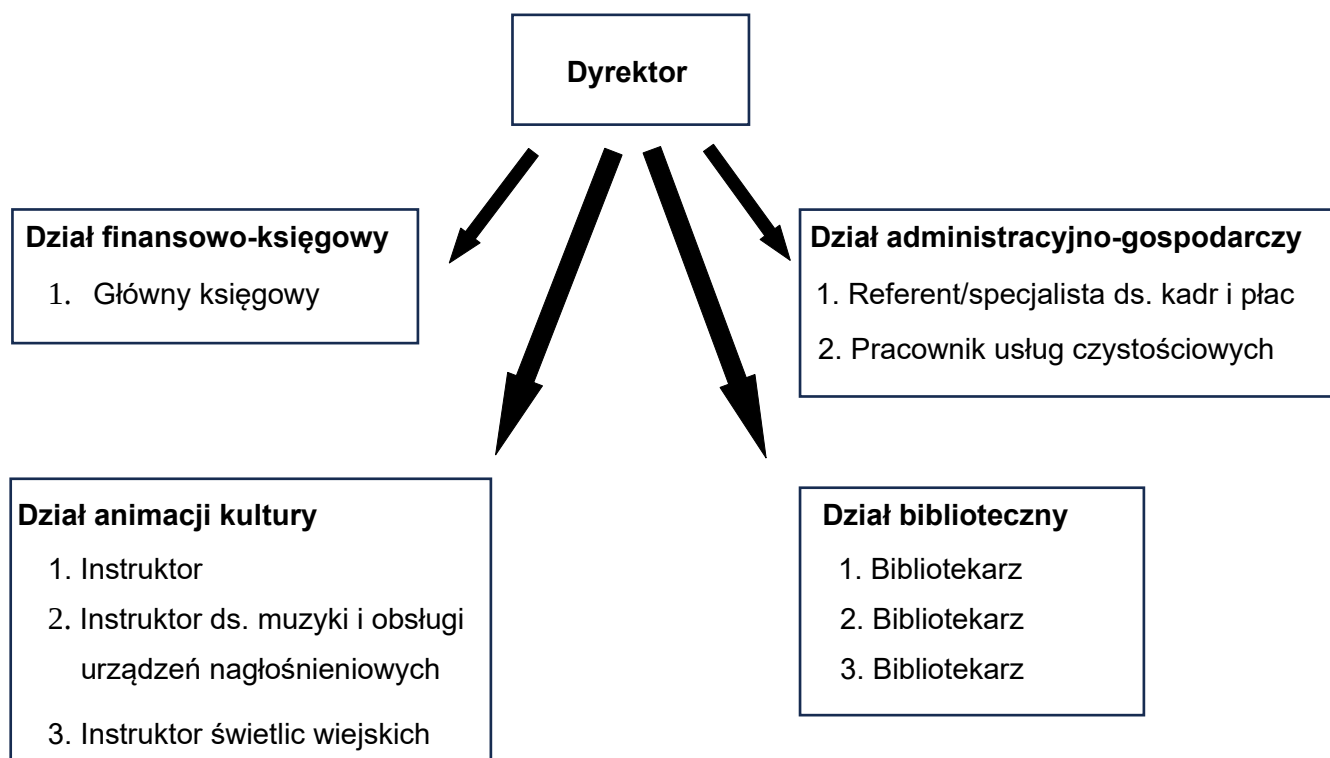 Dyrektor
Dział finansowo-księgowy
1. Główny księgowy
Dział administracyjno-gospodarczy
1. Referent/specjalista ds. kadr i płac
2. Pracownik usług czystościowych
Dział animacji kultury
1. Instruktor
2. Instruktor ds. muzyki i obsługi
urządzeń nagłośnieniowych
3. Instruktor świetlic wiejskich
Dział biblioteczny
1. Bibliotekarz
2. Bibliotekarz
3. Bibliotekarz